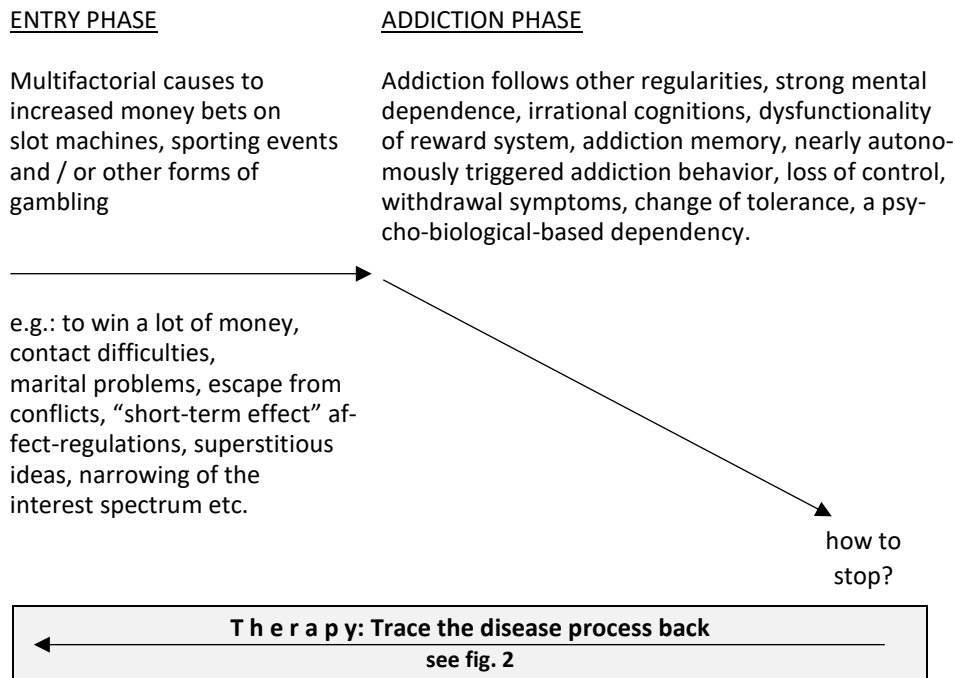 ENTRY PHASE
Multifactorial causes to
increased money bets on
slot machines, sporting events
and / or other forms of
gambling
e.g.: to win a lot of money,
contact difficulties,
marital problems, escape from
conflicts, “short-term effect” af-
fect-regulations, superstitious
ideas, narrowing of the
interest spectrum etc.
ADDICTION PHASE
Addiction follows other regularities, strong mental
dependence, irrational cognitions, dysfunctionality
of reward system, addiction memory, nearly autono-
mously triggered addiction behavior, loss of control,
withdrawal symptoms, change of tolerance, a psy-
cho-biological-based dependency.
how to
stop?
T h e r a p y: Trace the disease process back
see fig. 2